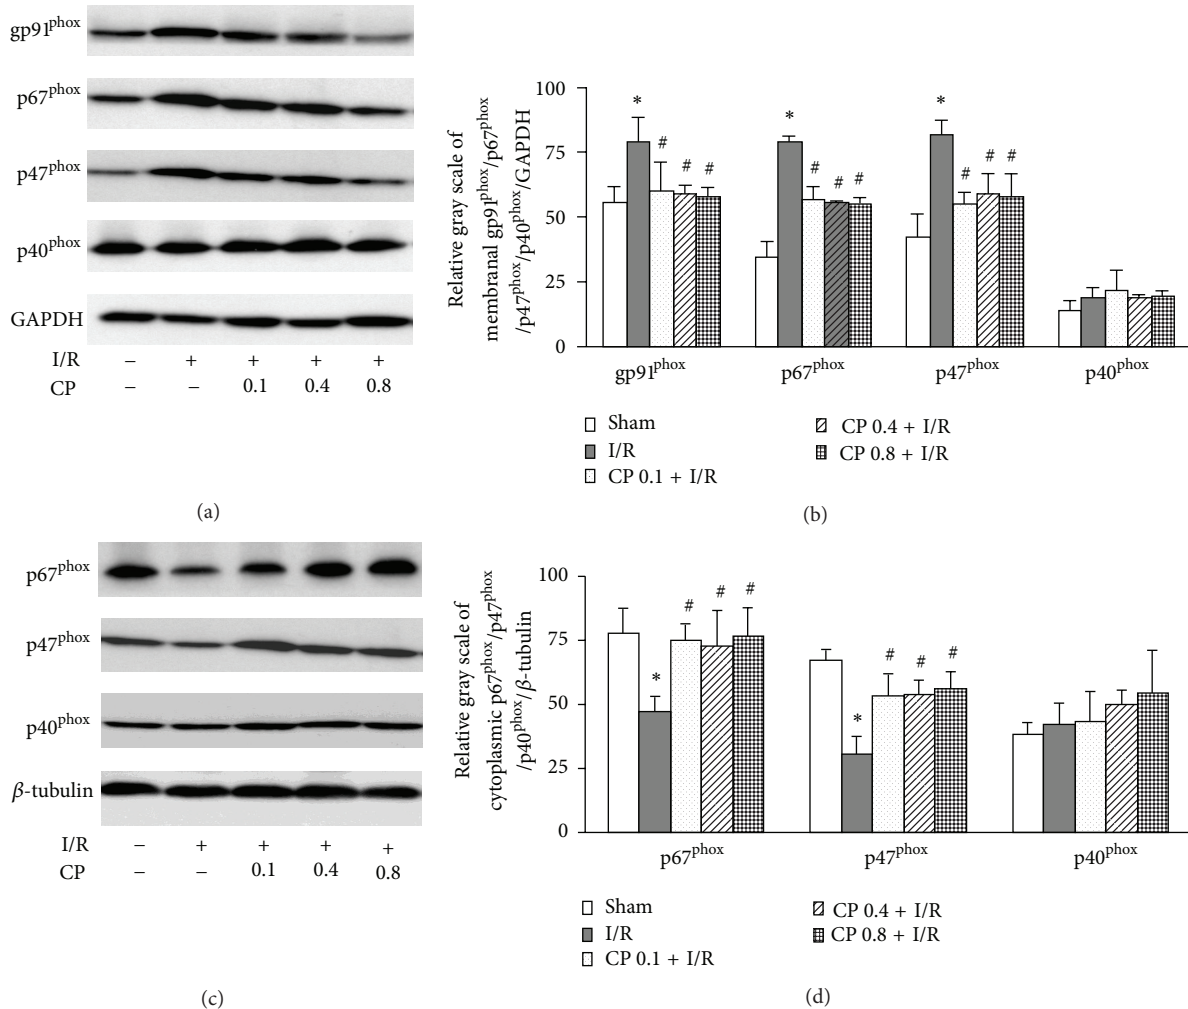 gp91phox
p67phox
p47phox
p40phox
GAPDH
I/R – + + + +
CP – – 0.1 0.4 0.8
(a)
Relative gray scale of
membranal gp91phox/p67phox
/p47phox/p40phox/GAPDH
100
75
50
25
0
* # # #
* # # #
* # # #
gp91phox p67phox p47phox p40phox
Sham
I/R
CP 0.1 + I/R
CP 0.4 + I/R
CP 0.8 + I/R
(b)
p67phox
p47phox
p40phox
β-tubulin
I/R – + + + +
CP – – 0.1 0.4 0.8
(c)
Relative gray scale of
cytoplasmic p67phox/p47phox
/p40phox/β-tubulin
100
75
50
25
0
* # # #
* # # #
p67phox p47phox p40phox
Sham
I/R
CP 0.1 + I/R
CP 0.4 + I/R
CP 0.8 + I/R
(d)